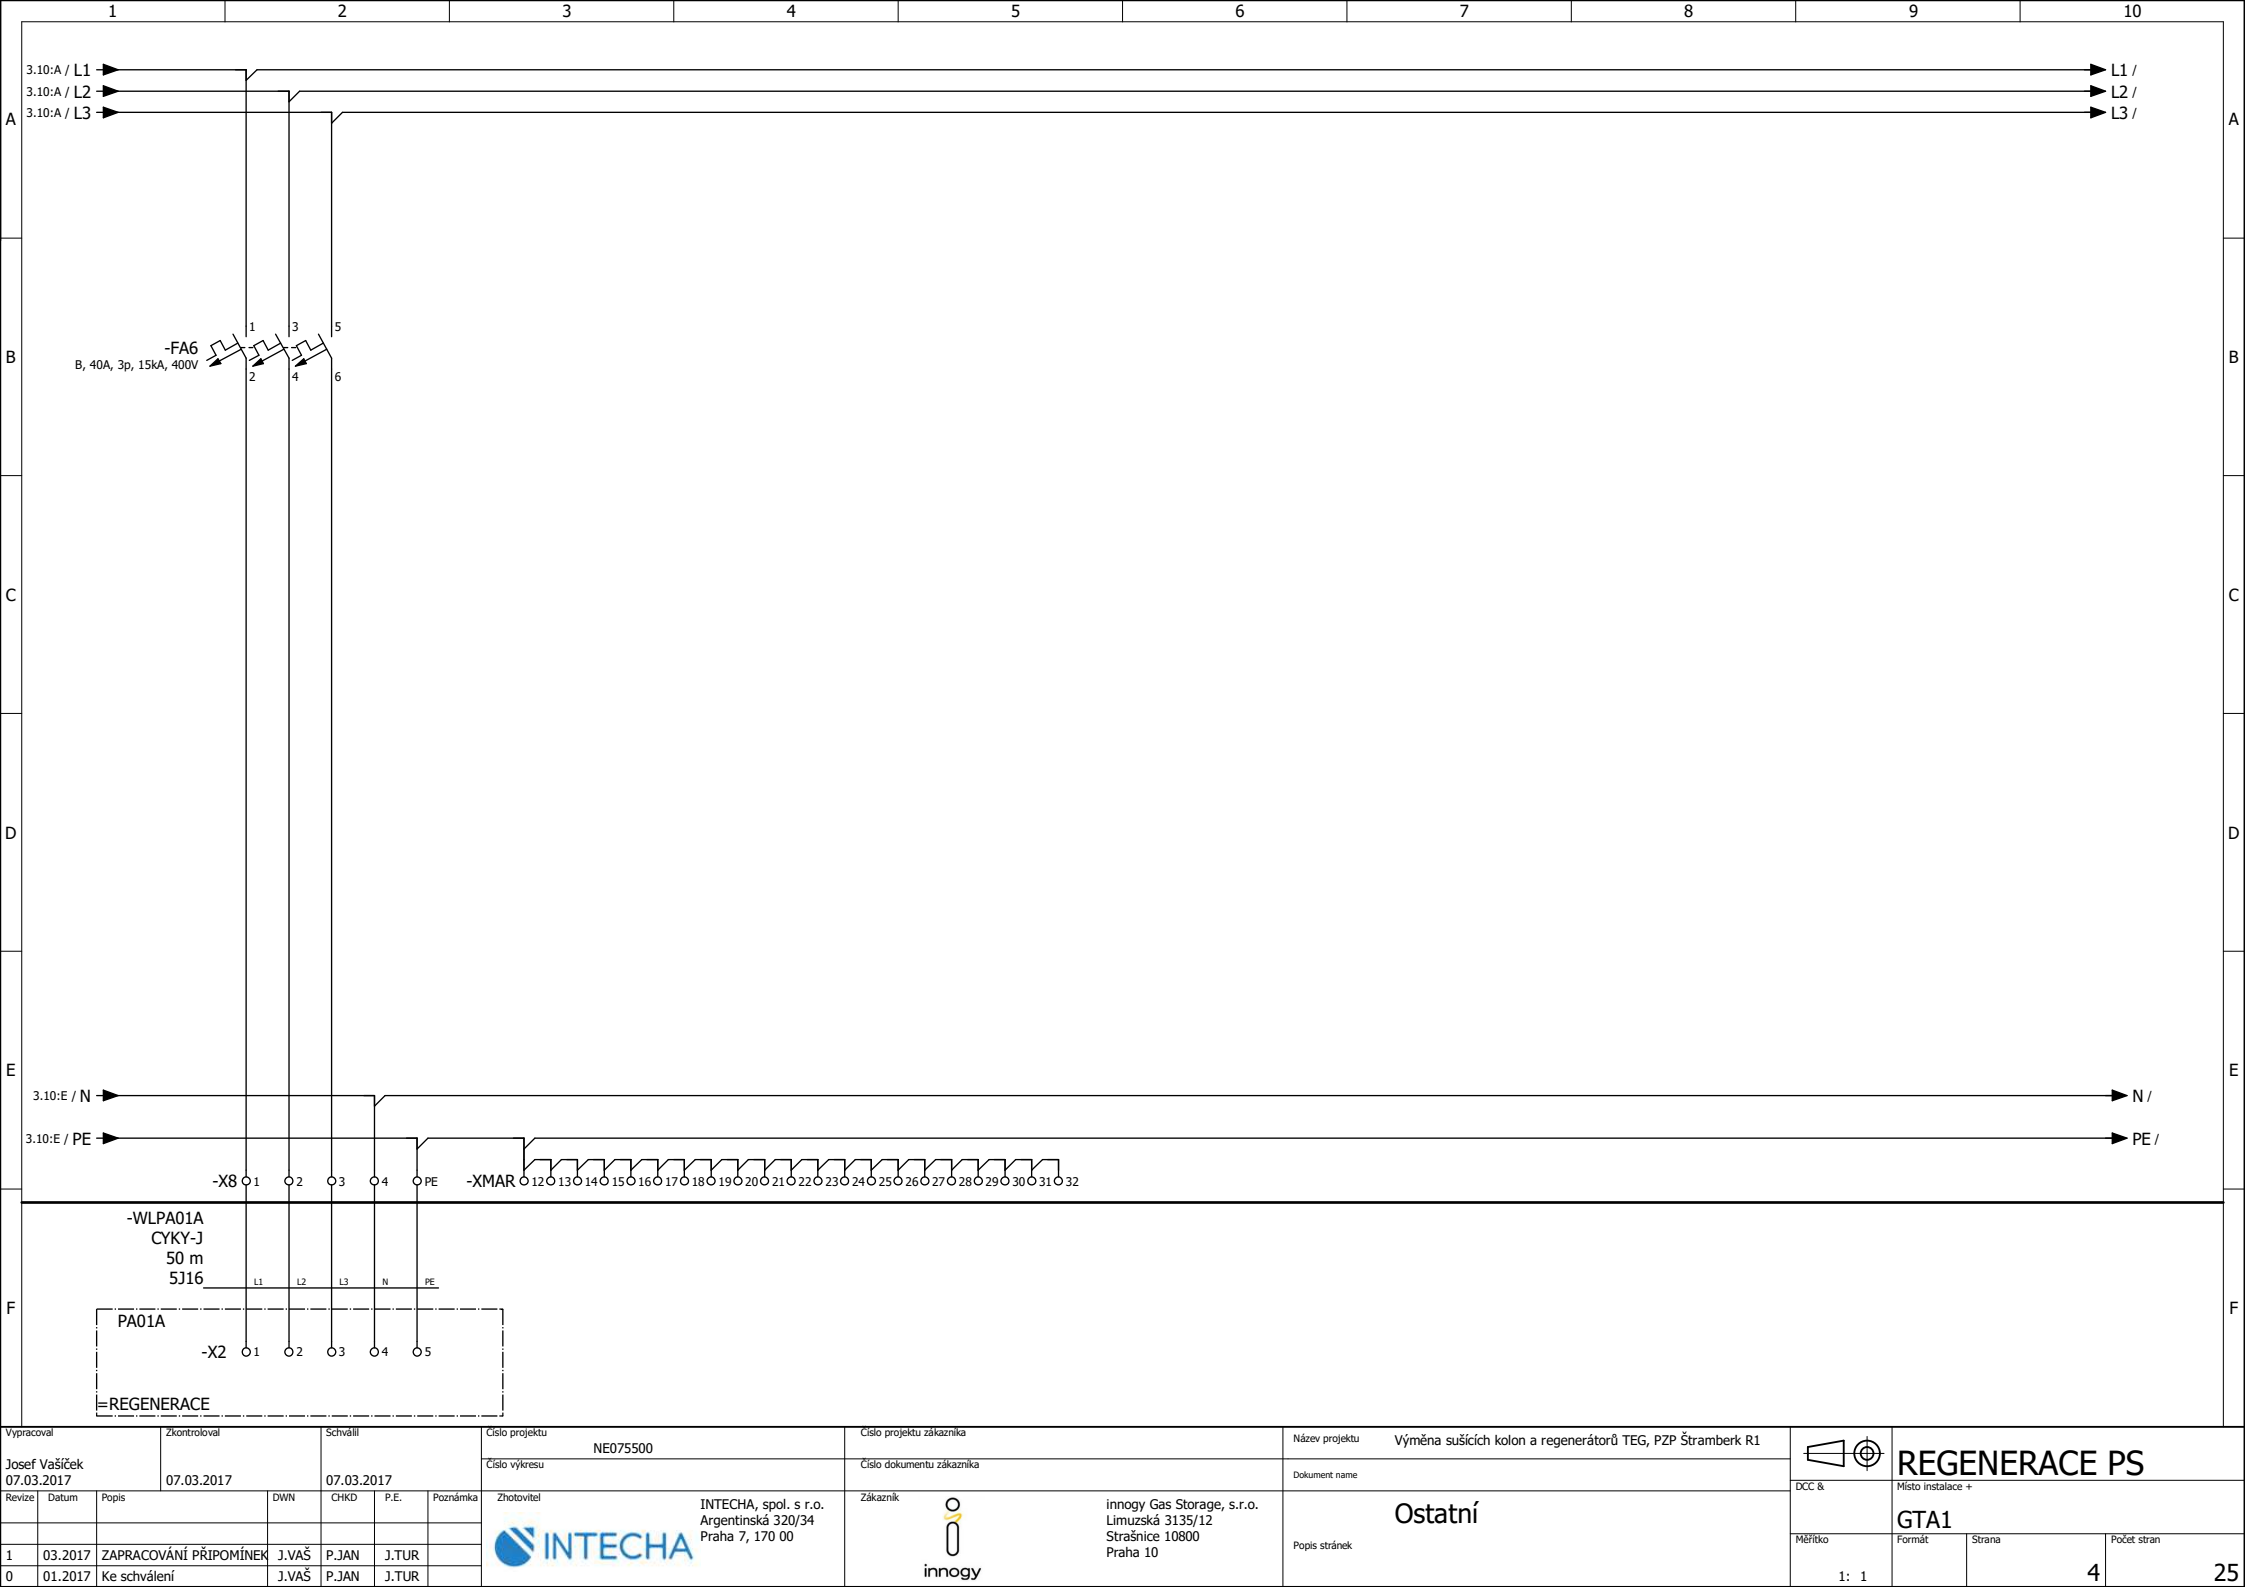 1 2 3 4 5 6 7 8 9 10
3.10:A / L1
L1 /
3.10:A / L2
L2 /
3.10:A / L3
L3 /
A A
1 3 5
-FA6
B, 40A, 3p, 15kA, 400V
2 4 6
B B
C C
D D
E E
3.10:E / N
N /
3.10:E / PE
PE /
-X8 1 2 3 4 PE
-XMAR 12 13 14 15 16 17 18 19 20 21 22 23 24 25 26 27 28 29 30 31 32
-WLPA01A
CYKY-J
50 m
5J16
L1 L2 L3 N PE
F F
PA01A
-X2 1 2 3 4 5
=REGENERACE
Vypracoval
Josef Vašíček
07.03.2017
Zkontroloval
07.03.2017
Schválil
07.03.2017
Revize Datum Popis DWN CHKD P.E. Poznámka
1 03.2017 ZAPRACOVÁNÍ PŘIPOMÍNEK J.VAŠ P.JAN J.TUR
0 01.2017 Ke schválení J.VAŠ P.JAN J.TUR
Číslo projektu
NE075500
Číslo výkresu
Zhotovitel
INTECHA
INTECHA, spol. s r.o.
Argentinská 320/34
Praha 7, 170 00
Číslo projektu zákazníka
Číslo dokumentu zákazníka
Zákazník
innogy
innogy Gas Storage, s.r.o.
Limuzská 3135/12
Strašnice 10800
Praha 10
Název projektu Výměna sušících kolon a regenerátorů TEG, PZP Štramberk R1
Dokument name
Popis stránek
Ostatní
DCC &
Měřítko
1: 1
REGENERACE PS
Místo instalace +
GTA1
Formát
Strana
4
Počet stran
25